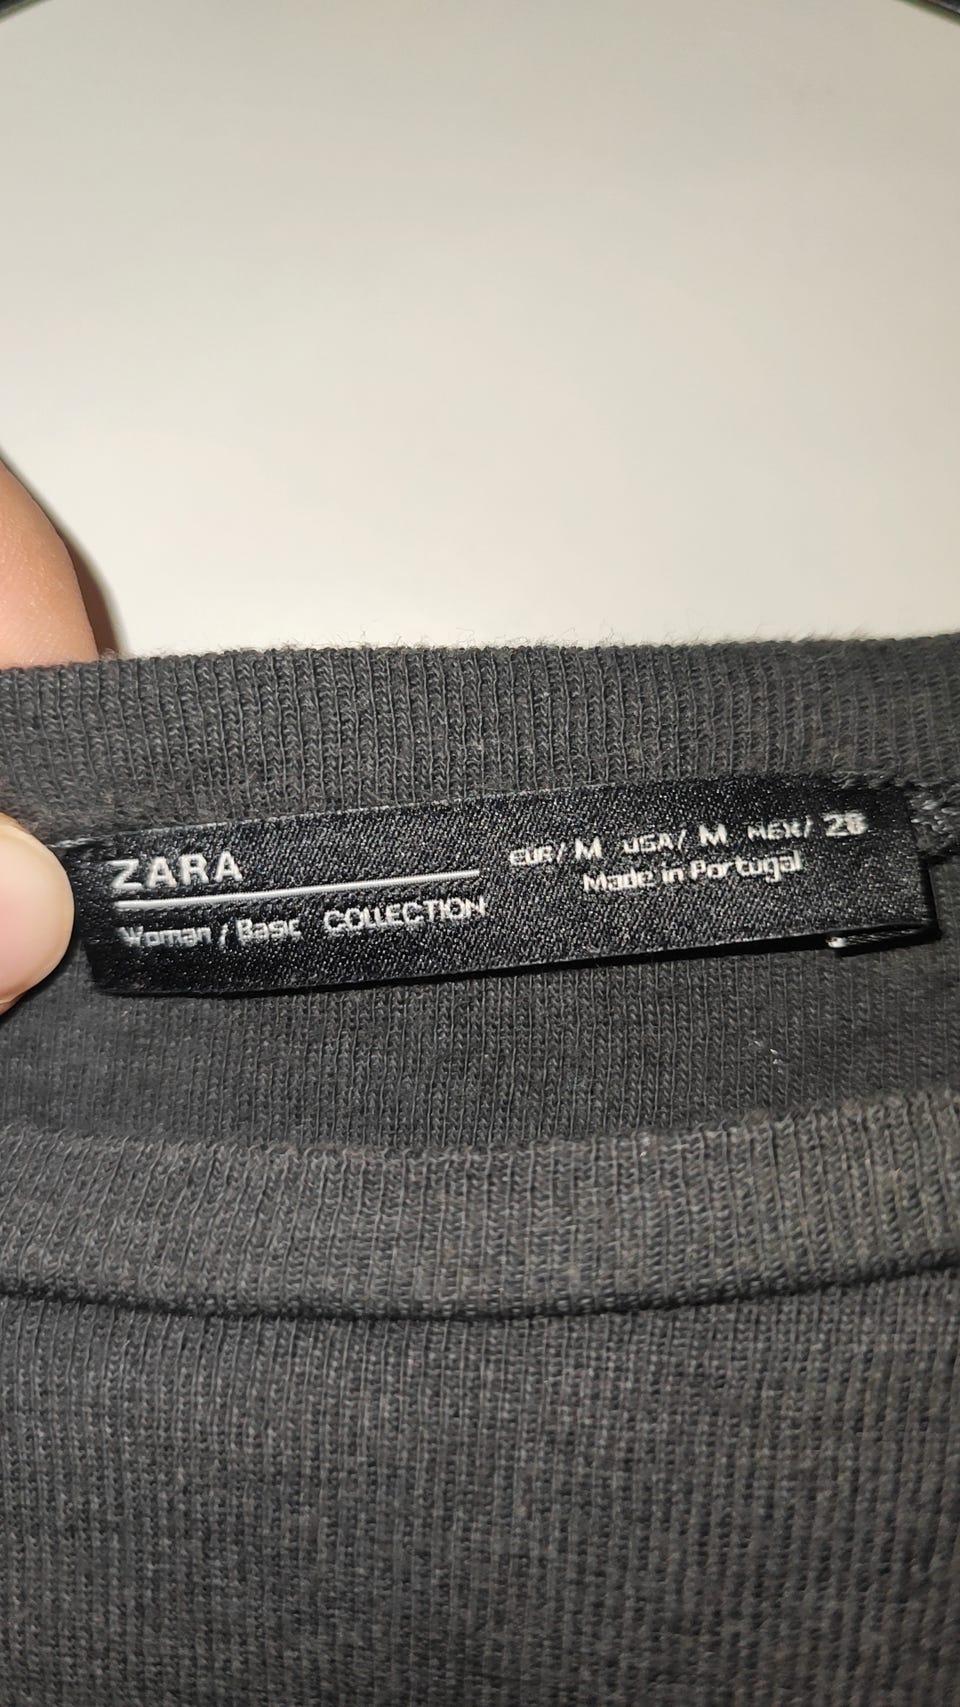 ZARA
Woman / Basic COLLECTION
EUR/ M USA/ M MEX/ 28
Made in Portugal